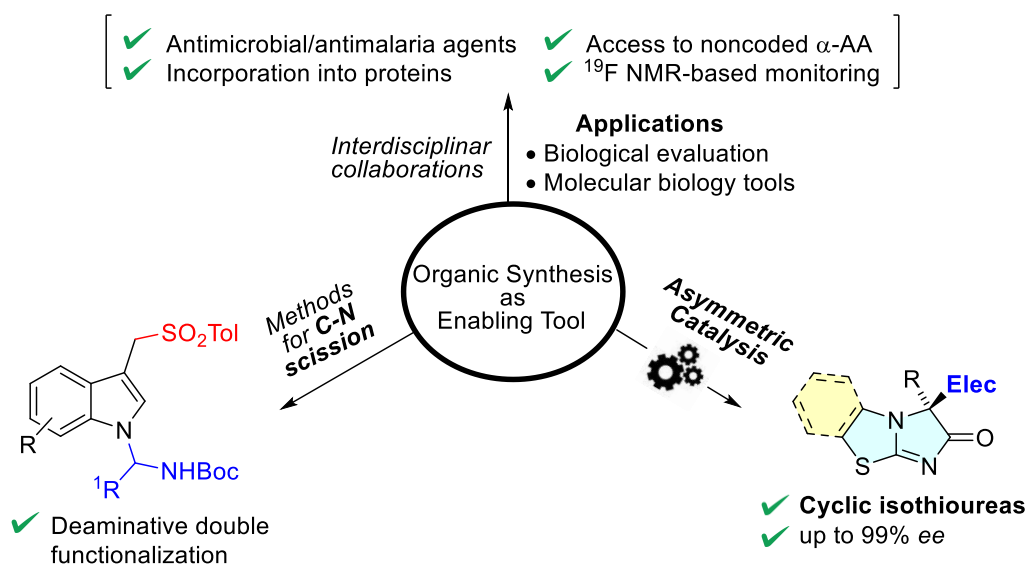 ✔ Antimicrobial/antimalaria agents
✔ Incorporation into proteins
✔ Access to noncoded α-AA
✔ ¹⁹F NMR-based monitoring
Interdisciplinar
collaborations
Applications
• Biological evaluation
• Molecular biology tools
Organic Synthesis
as
Enabling Tool
Methods
for C-N
scission
Asymmetric
Catalysis
SO₂Tol
R
N
¹R
NHBoc
✔ Deaminative double
functionalization
R
Elec
N
O
S
N
✔ Cyclic isothioureas
✔ up to 99% ee